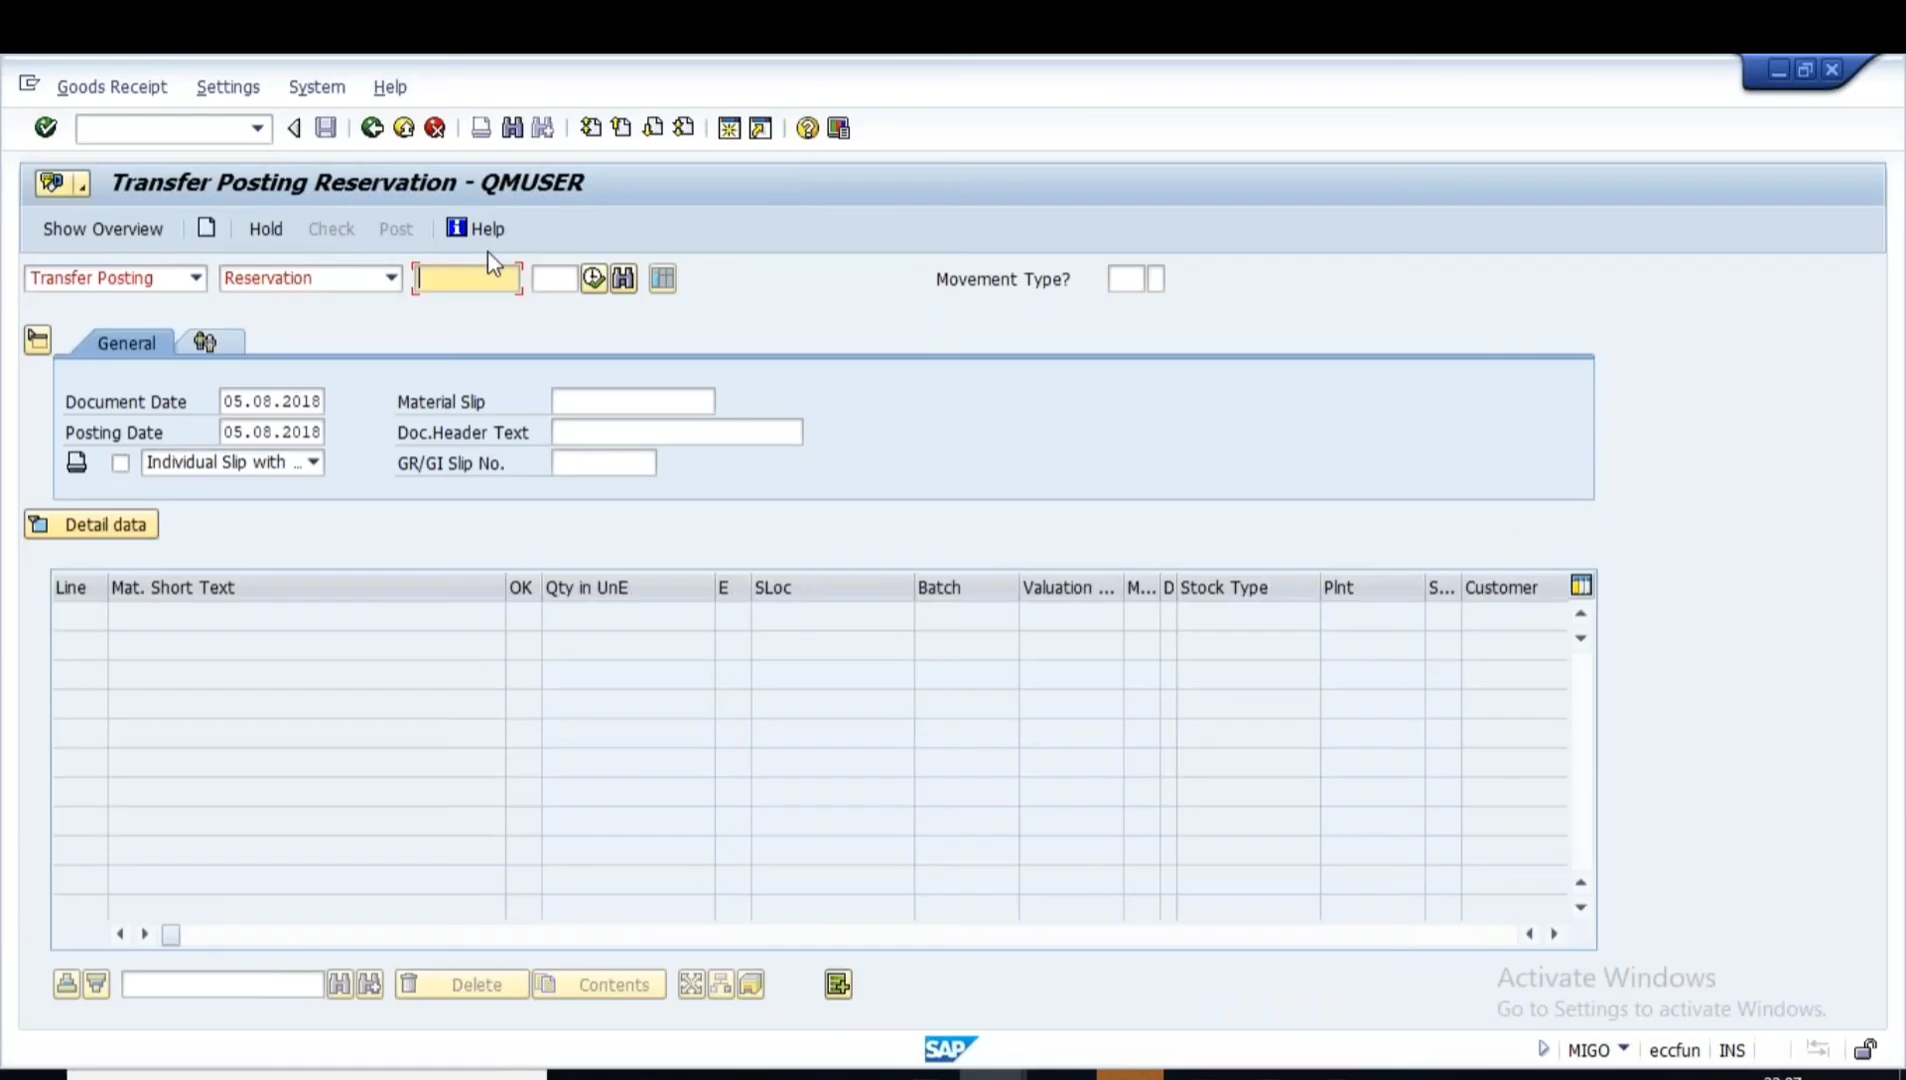 Goods Receipt Settings System Help
Transfer Posting Reservation - QMUSER
Show Overview Hold Check Post Help
Transfer Posting Reservation Movement Type?
General
Document Date 05.08.2018 Material Slip
Posting Date 05.08.2018 Doc.Header Text
Individual Slip with ... GR/GI Slip No.
Detail data
Line Mat. Short Text OK Qty in UnE E SLoc Batch Valuation ... M... D Stock Type Plnt S... Customer
Delete Contents
Activate Windows
Go to Settings to activate Windows.
SAP MIGO eccfun INS